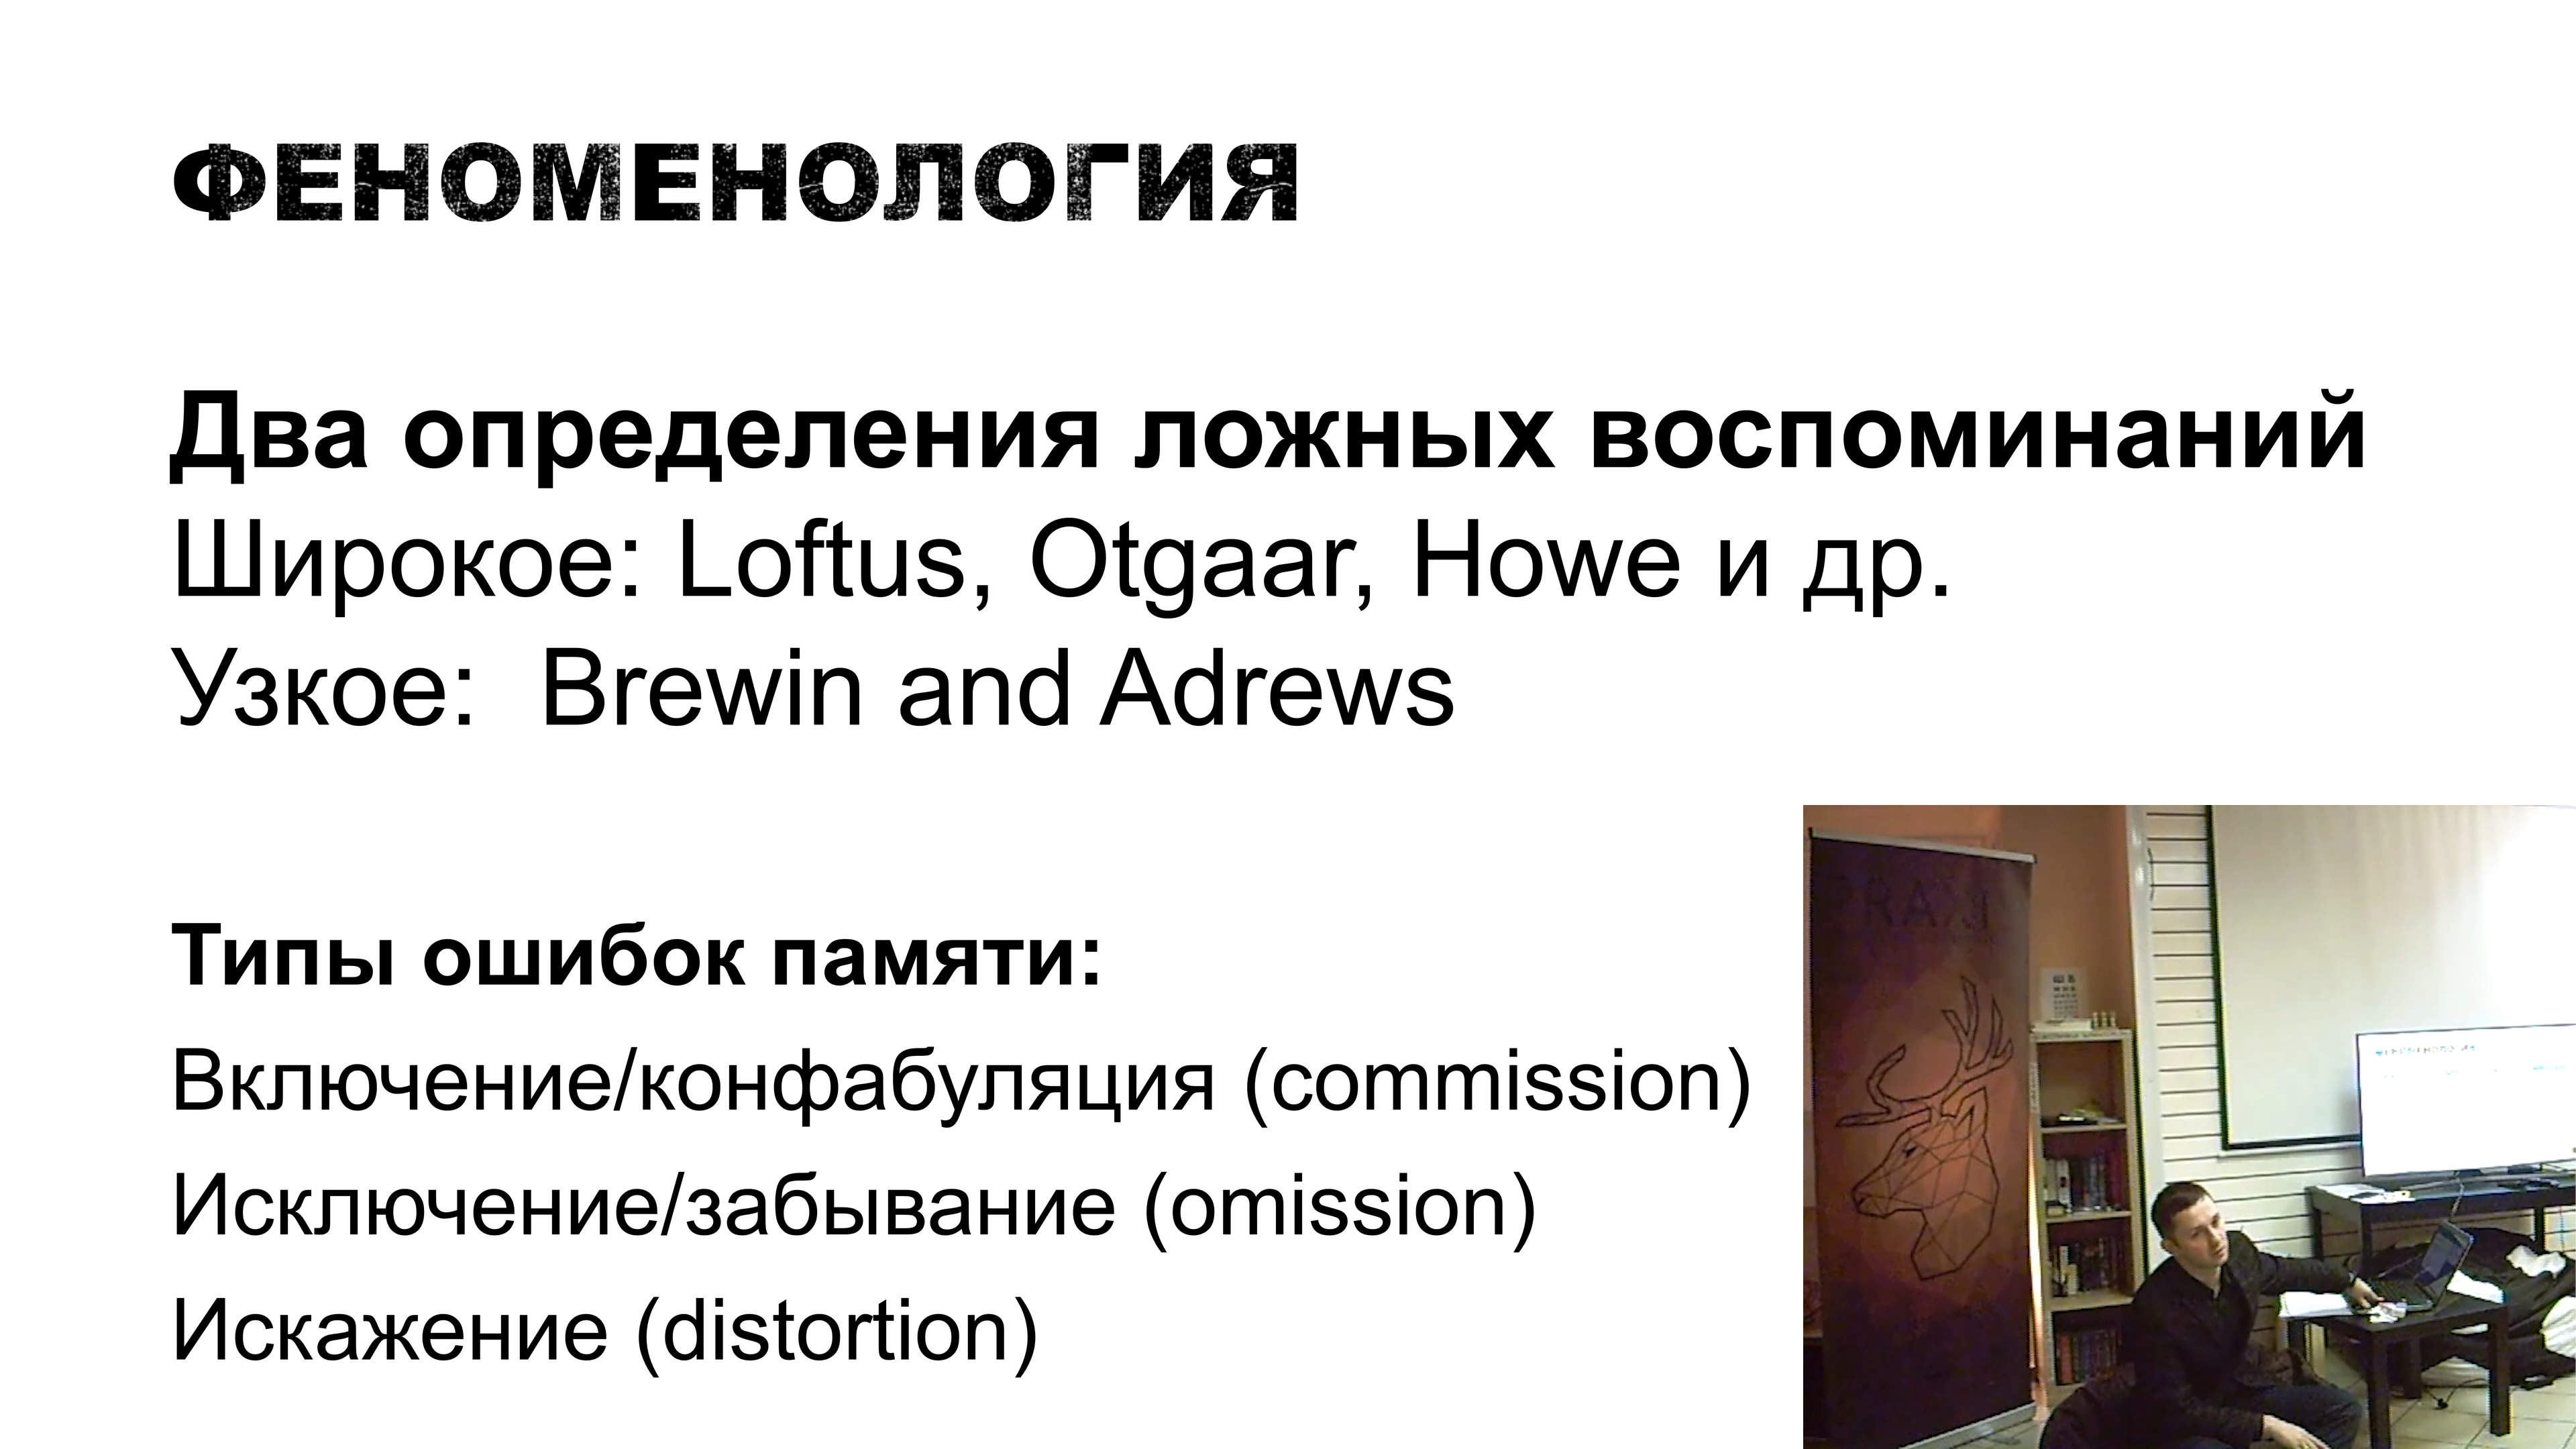 ФЕНОМЕНОЛОГИЯ
Два определения ложных воспоминаний
Широкое: Loftus, Otgaar, Howe и др.
Узкое:  Brewin and Adrews
Типы ошибок памяти:
Включение/конфабуляция (commission)
Исключение/забывание (omission)
Искажение (distortion)